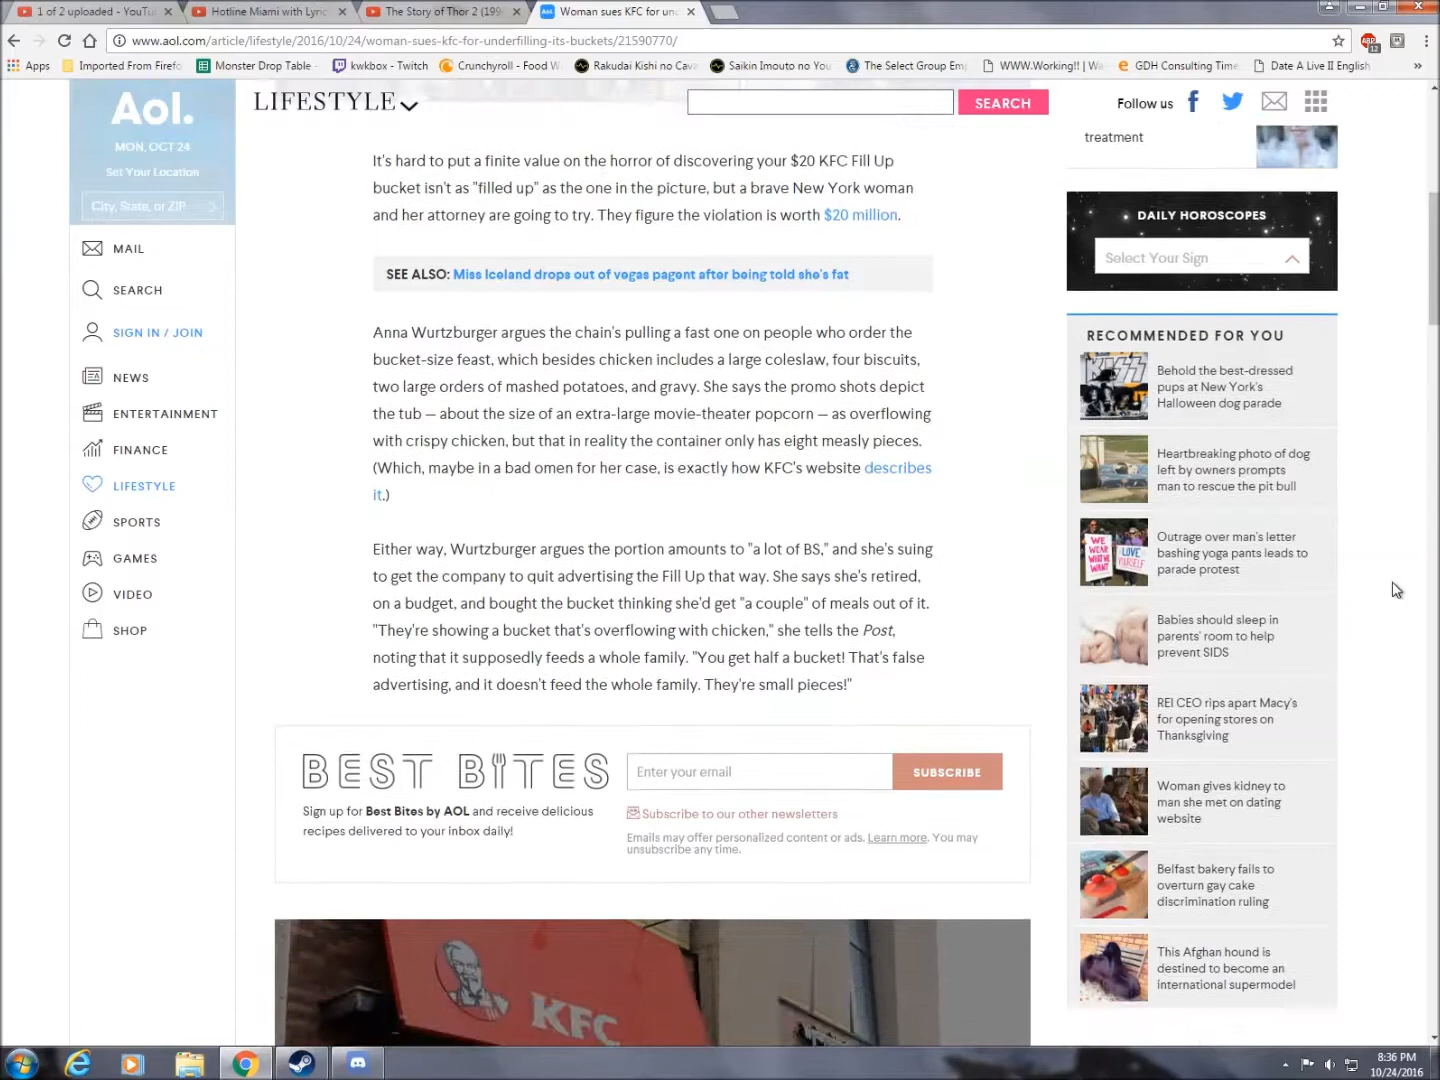 1 of 2 uploaded - YouTu
Hotline Miami with Lyric
The Story of Thor 2 (199
Woman sues KFC for un
www.aol.com/article/lifestyle/2016/10/24/woman-sues-kfc-for-underfilling-its-buckets/21590770/
ABP
12
Apps
Imported From Firefo
Monster Drop Table -
kwkbox - Twitch
Crunchyroll - Food W
Rakudai Kishi no Cava
Saikin Imouto no You
The Select Group Emp
WWW.Working!! | Wa
GDH Consulting Time
Date A Live II English
»
Aol.
MON, OCT 24
Set Your Location
City, State, or ZIP
MAIL
SEARCH
SIGN IN / JOIN
NEWS
ENTERTAINMENT
FINANCE
LIFESTYLE
SPORTS
GAMES
VIDEO
SHOP
LIFESTYLE
SEARCH
Follow us
It's hard to put a finite value on the horror of discovering your $20 KFC Fill Up
bucket isn't as "filled up" as the one in the picture, but a brave New York woman
and her attorney are going to try. They figure the violation is worth $20 million.
SEE ALSO: Miss Iceland drops out of vegas pagent after being told she's fat
Anna Wurtzburger argues the chain's pulling a fast one on people who order the
bucket-size feast, which besides chicken includes a large coleslaw, four biscuits,
two large orders of mashed potatoes, and gravy. She says the promo shots depict
the tub — about the size of an extra-large movie-theater popcorn — as overflowing
with crispy chicken, but that in reality the container only has eight measly pieces.
(Which, maybe in a bad omen for her case, is exactly how KFC's website describes
it.)
Either way, Wurtzburger argues the portion amounts to "a lot of BS," and she's suing
to get the company to quit advertising the Fill Up that way. She says she's retired,
on a budget, and bought the bucket thinking she'd get "a couple" of meals out of it.
"They're showing a bucket that's overflowing with chicken," she tells the Post,
noting that it supposedly feeds a whole family. "You get half a bucket! That's false
advertising, and it doesn't feed the whole family. They're small pieces!"
BEST BITES
Sign up for Best Bites by AOL and receive delicious
recipes delivered to your inbox daily!
Enter your email
SUBSCRIBE
Subscribe to our other newsletters
Emails may offer personalized content or ads. Learn more. You may
unsubscribe any time.
KFC
treatment
DAILY HOROSCOPES
Select Your Sign
RECOMMENDED FOR YOU
KISS
Behold the best-dressed
pups at New York's
Halloween dog parade
Heartbreaking photo of dog
left by owners prompts
man to rescue the pit bull
WE
WEAR
WHAT WE
WANT
LOVE
YOURSELF
Outrage over man's letter
bashing yoga pants leads to
parade protest
Babies should sleep in
parents' room to help
prevent SIDS
REI CEO rips apart Macy's
for opening stores on
Thanksgiving
Woman gives kidney to
man she met on dating
website
Belfast bakery fails to
overturn gay cake
discrimination ruling
This Afghan hound is
destined to become an
international supermodel
8:36 PM
10/24/2016